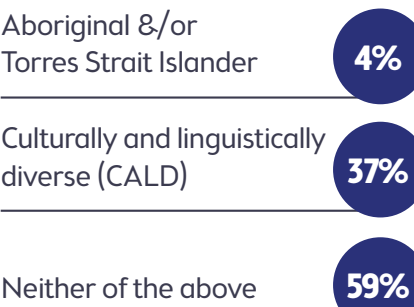 Aboriginal &/or
Torres Strait Islander
4%
Culturally and linguistically
diverse (CALD)
37%
Neither of the above
59%